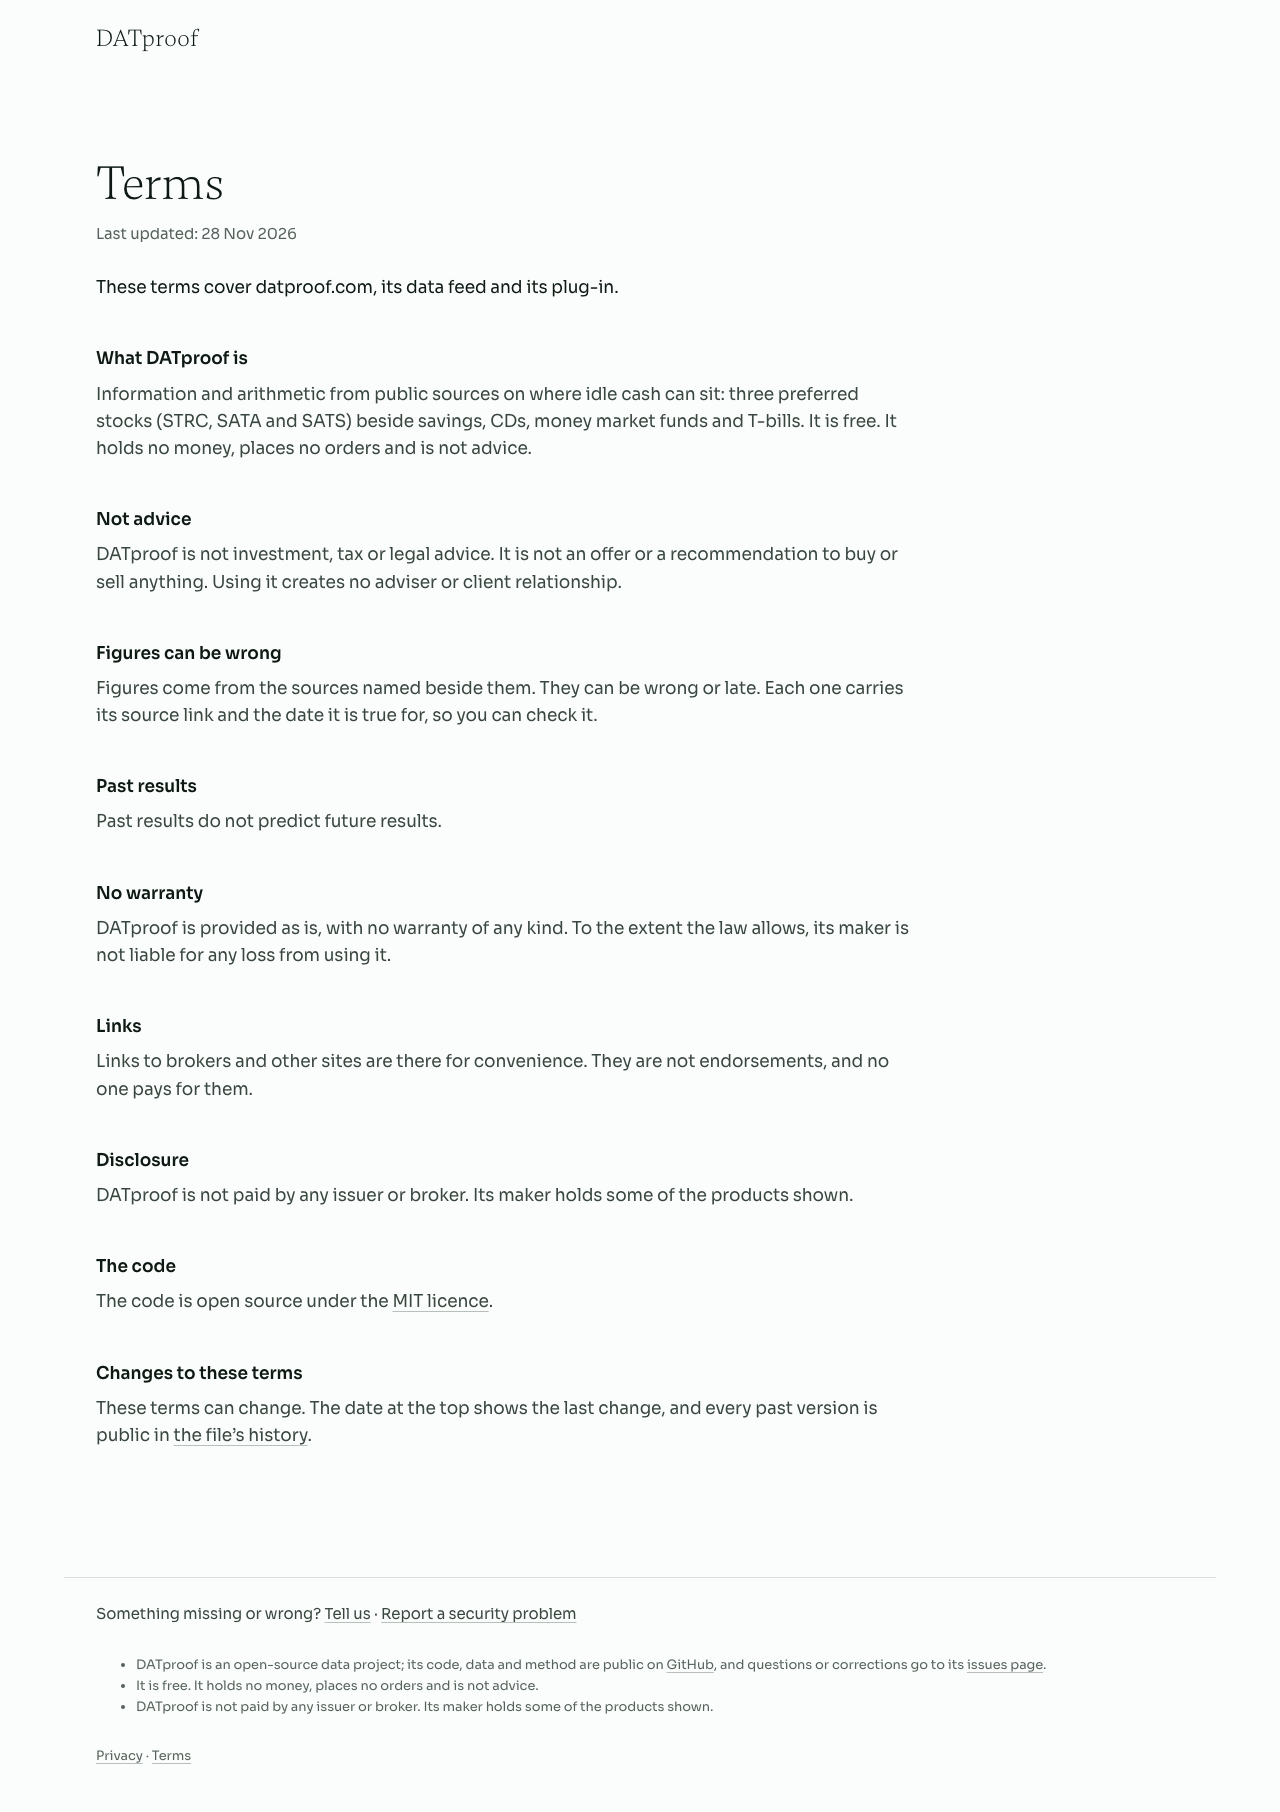 DATproof
Terms
Last updated: 28 Nov 2026
These terms cover datproof.com, its data feed and its plug-in.
What DATproof is
Information and arithmetic from public sources on where idle cash can sit: three preferred
stocks (STRC, SATA and SATS) beside savings, CDs, money market funds and T-bills. It is free. It
holds no money, places no orders and is not advice.
Not advice
DATproof is not investment, tax or legal advice. It is not an offer or a recommendation to buy or
sell anything. Using it creates no adviser or client relationship.
Figures can be wrong
Figures come from the sources named beside them. They can be wrong or late. Each one carries
its source link and the date it is true for, so you can check it.
Past results
Past results do not predict future results.
No warranty
DATproof is provided as is, with no warranty of any kind. To the extent the law allows, its maker is
not liable for any loss from using it.
Links
Links to brokers and other sites are there for convenience. They are not endorsements, and no
one pays for them.
Disclosure
DATproof is not paid by any issuer or broker. Its maker holds some of the products shown.
The code
The code is open source under the MIT licence.
Changes to these terms
These terms can change. The date at the top shows the last change, and every past version is
public in the file’s history.
Something missing or wrong? Tell us · Report a security problem
• DATproof is an open-source data project; its code, data and method are public on GitHub, and questions or corrections go to its issues page.
• It is free. It holds no money, places no orders and is not advice.
• DATproof is not paid by any issuer or broker. Its maker holds some of the products shown.
Privacy · Terms